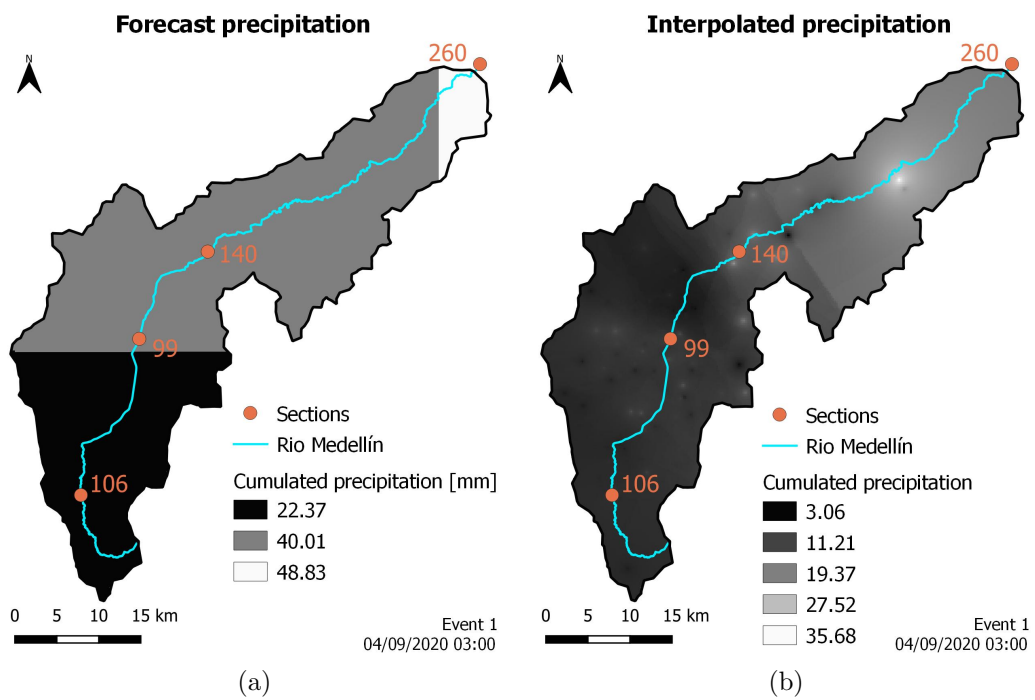 Forecast precipitation
N
260
140
99
106
Sections
Rio Medellín
Cumulated precipitation [mm]
22.37
40.01
48.83
0 5 10 15 km
Event 1
04/09/2020 03:00
(a)
Interpolated precipitation
N
260
140
99
106
Sections
Rio Medellín
Cumulated precipitation
3.06
11.21
19.37
27.52
35.68
0 5 10 15 km
Event 1
04/09/2020 03:00
(b)